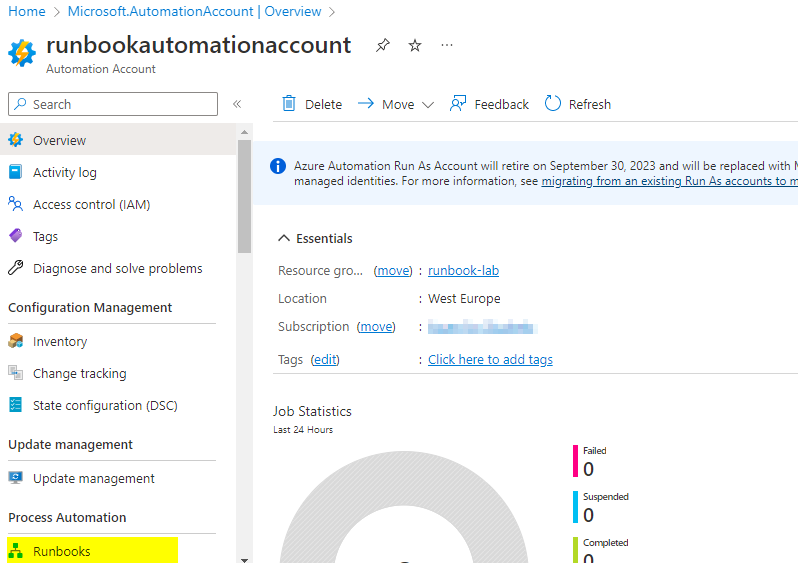 Home > Microsoft.AutomationAccount | Overview >
runbookautomationaccount
Automation Account
Search
Overview
Activity log
Access control (IAM)
Tags
Diagnose and solve problems
Configuration Management
Inventory
Change tracking
State configuration (DSC)
Update management
Update management
Process Automation
Runbooks
Delete Move Feedback Refresh
Azure Automation Run As Account will retire on September 30, 2023 and will be replaced with
managed identities. For more information, see migrating from an existing Run As accounts to
Essentials
Resource gro... (move) : runbook-lab
Location : West Europe
Subscription (move) :
Tags (edit) : Click here to add tags
Job Statistics
Last 24 Hours
Failed
0
Suspended
0
Completed
0